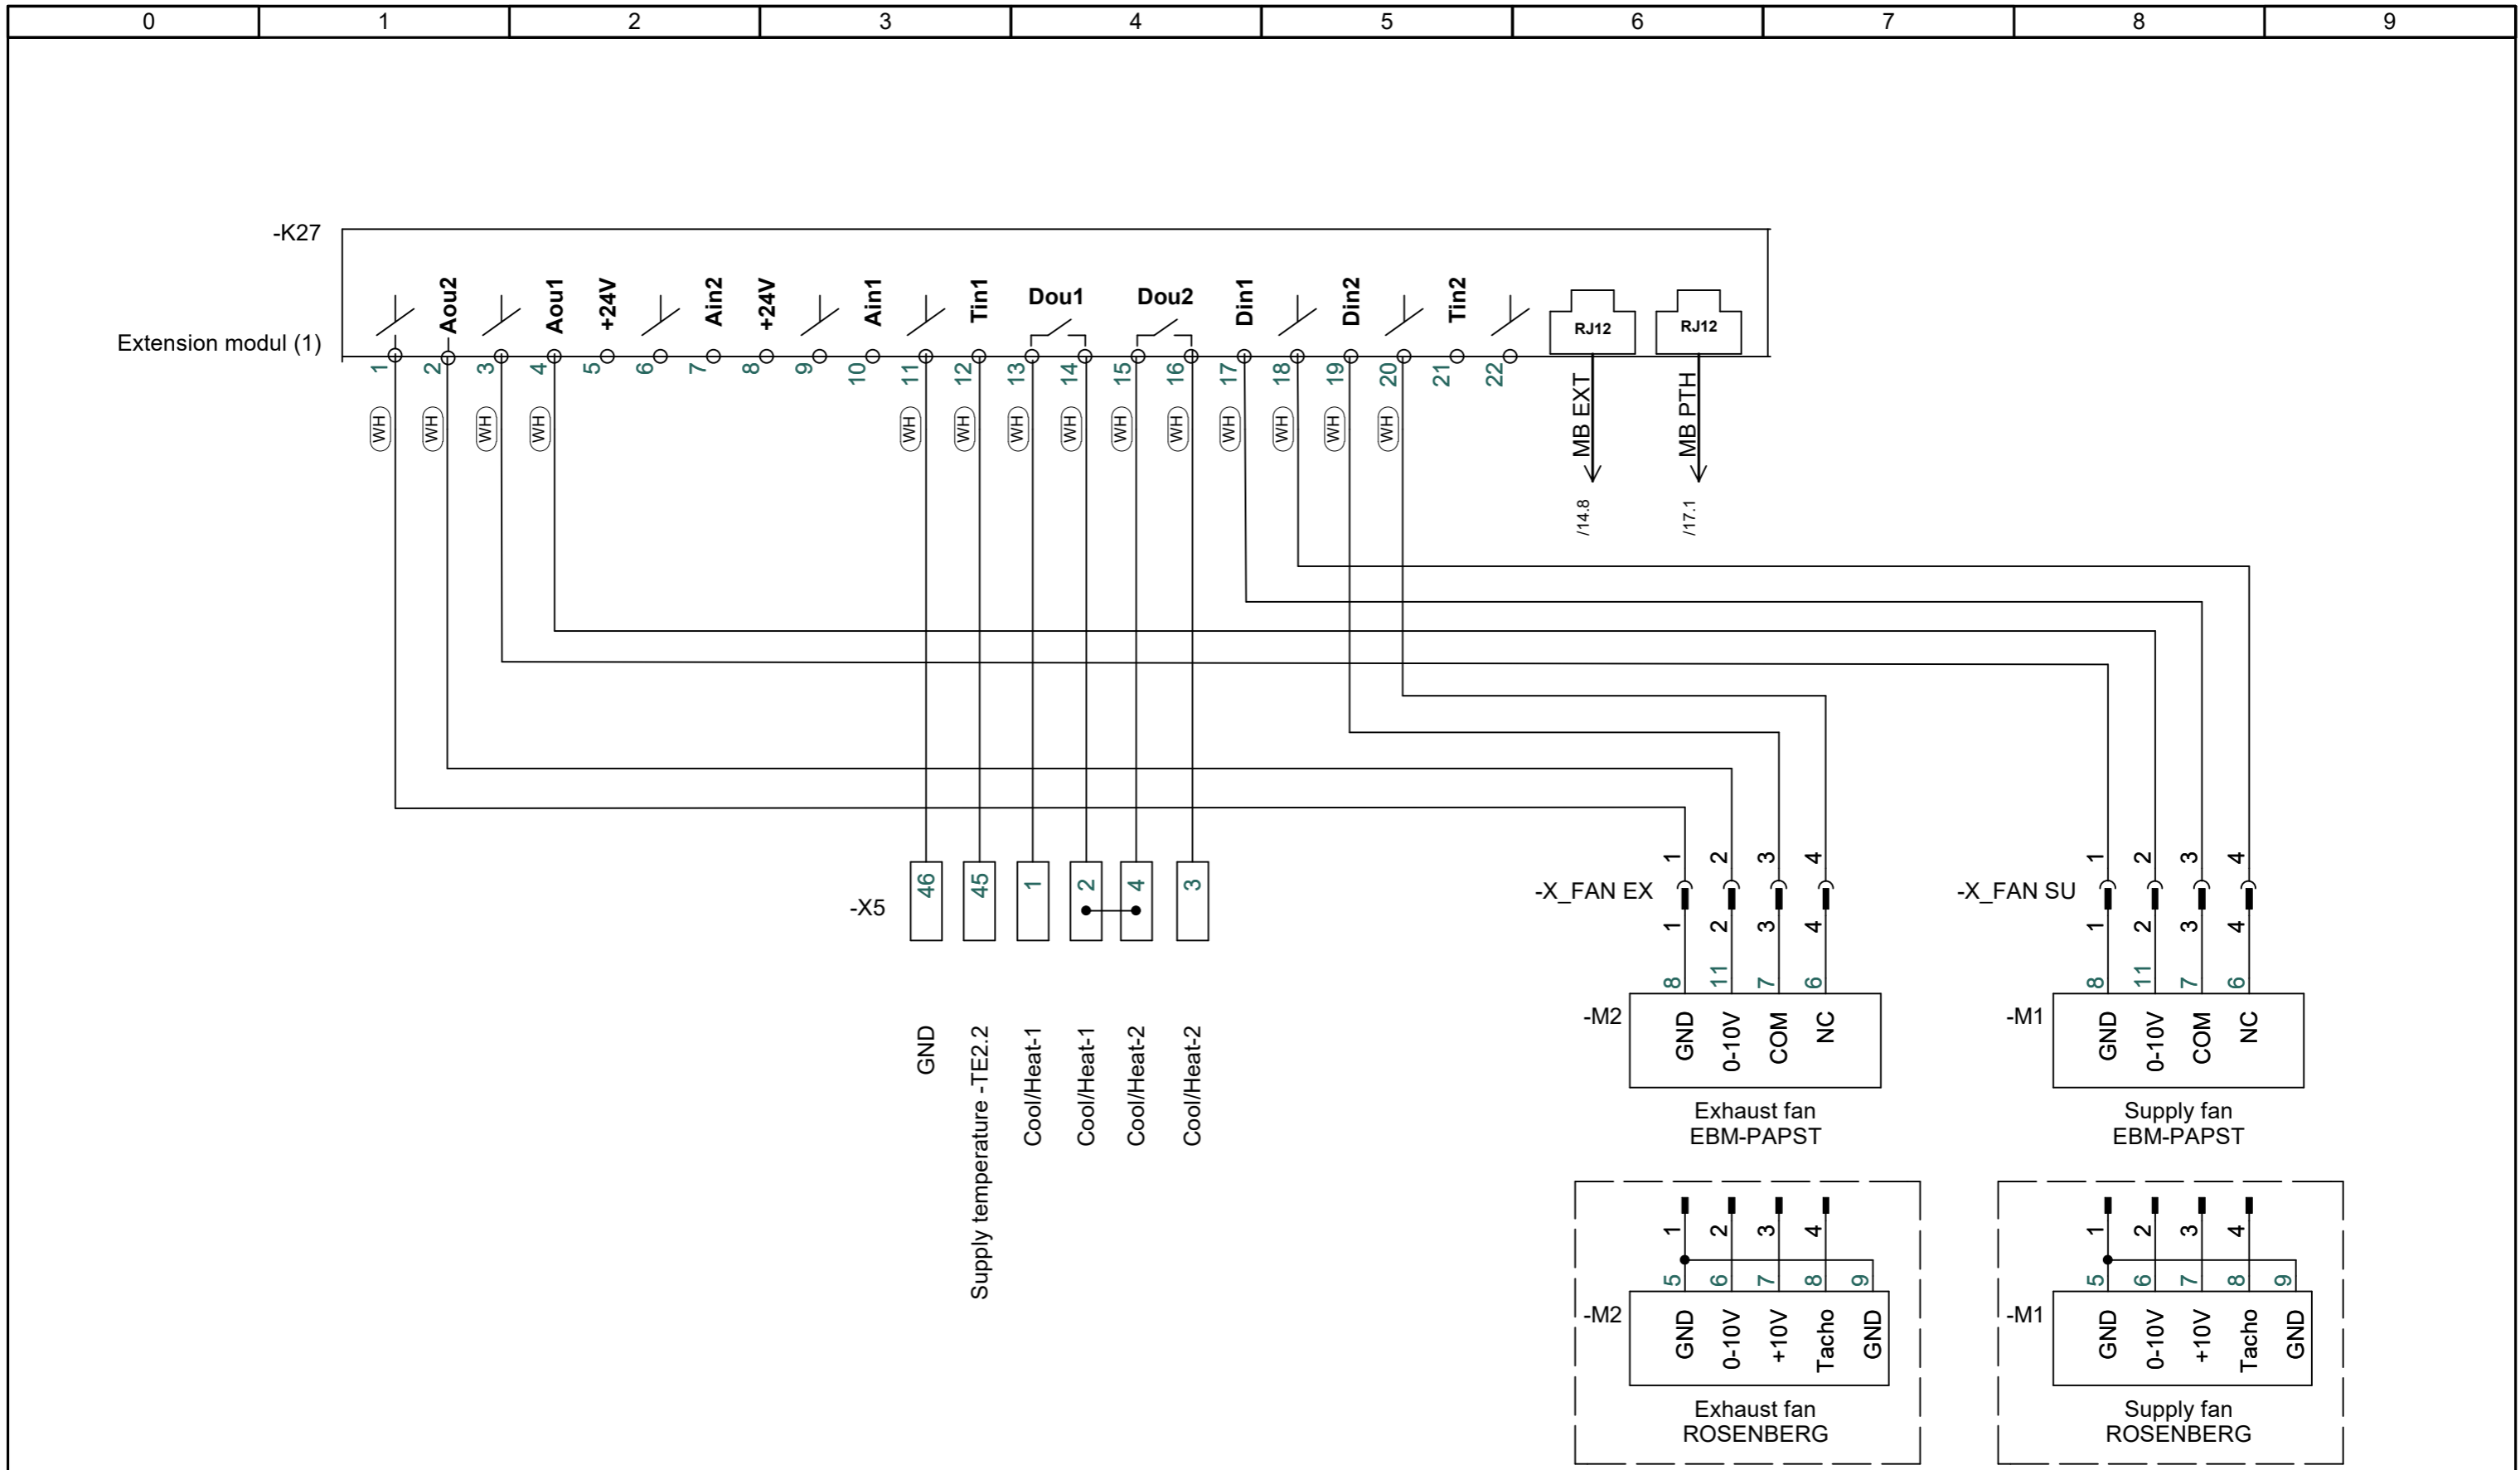 0 1 2 3 4 5 6 7 8 9
-K27
Aou2 Aou1 +24V Ain2 +24V Ain1 Tin1 Dou1 Dou2 Din1 Din2 Tin2 RJ12 RJ12
Extension modul (1)
1 2 3 4 5 6 7 8 9 10 11 12 13 14 15 16 17 18 19 20 21 22
WH WH WH WH WH WH WH WH WH WH WH WH WH WH
MB EXT MB PTH
/14.8 /17.1
1 2 3 4 1 2 3 4
-X5 46 45 1 2 4 3
-X_FAN EX -X_FAN SU
1 2 3 4 1 2 3 4
8 11 7 6 8 11 7 6
-M2 GND 0-10V COM NC
-M1 GND 0-10V COM NC
GND
Supply temperature -TE2.2
Cool/Heat-1
Cool/Heat-1
Cool/Heat-2
Cool/Heat-2
Exhaust fan
EBM-PAPST
Supply fan
EBM-PAPST
1 2 3 4 1 2 3 4
5 6 7 8 9 5 6 7 8 9
-M2 GND 0-10V +10V Tacho GND
-M1 GND 0-10V +10V Tacho GND
Exhaust fan
ROSENBERG
Supply fan
ROSENBERG